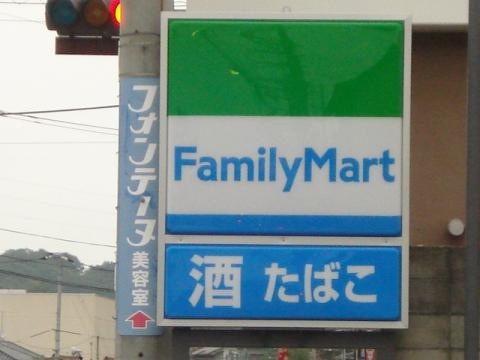 フォンテーヌ美容室
FamilyMart
酒 たばこ